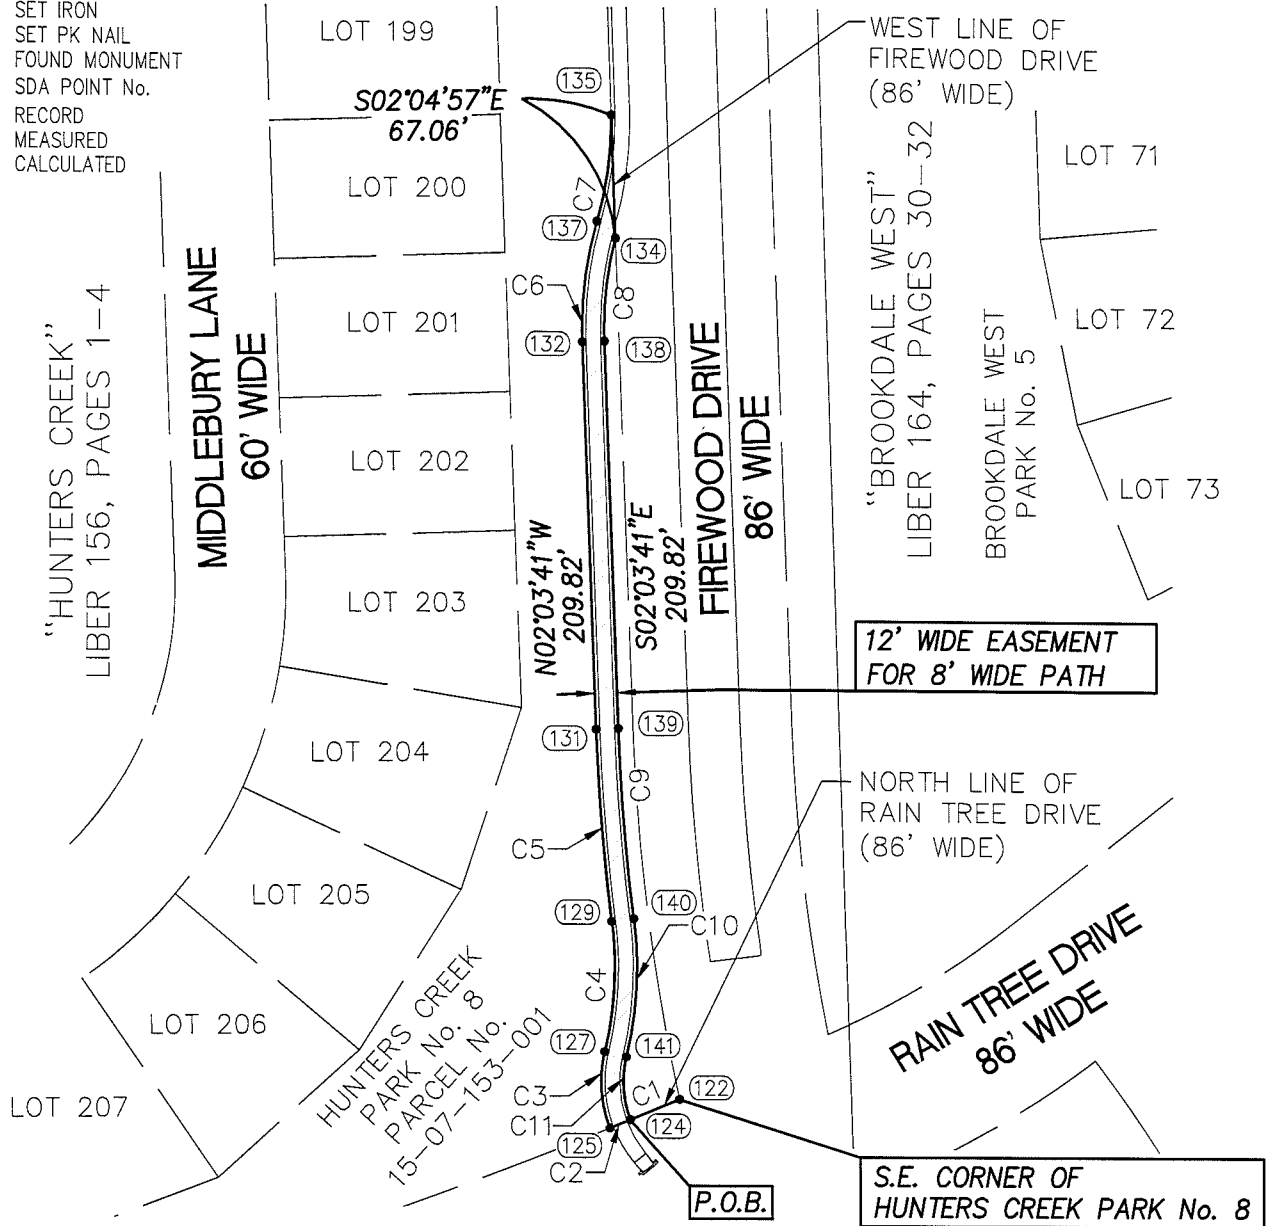 SET IRON
SET PK NAIL
FOUND MONUMENT
SDA POINT No.
RECORD
MEASURED
CALCULATED
LOT 199
135
S02°04'57"E
67.06'
WEST LINE OF
FIREWOOD DRIVE
(86' WIDE)
LOT 71
LOT 200
C7
137
134
C6
C8
LOT 201
132
138
LOT 72
"HUNTERS CREEK"
LIBER 156, PAGES 1-4
MIDDLEBURY LANE
60' WIDE
FIREWOOD DRIVE
86' WIDE
"BROOKDALE WEST"
LIBER 164, PAGES 30-32
BROOKDALE WEST
PARK No. 5
LOT 202
LOT 73
N02°03'41"W
209.82'
S02°03'41"E
209.82'
LOT 203
12' WIDE EASEMENT
FOR 8' WIDE PATH
131
139
LOT 204
C9
NORTH LINE OF
RAIN TREE DRIVE
(86' WIDE)
C5
LOT 205
129
140
C10
C4
RAIN TREE DRIVE
86' WIDE
LOT 206
HUNTERS CREEK
PARK No. 8
PARCEL No.
15-07-153-001
127
141
C3
C1
122
LOT 207
C11
124
125
C2
P.O.B.
S.E. CORNER OF
HUNTERS CREEK PARK No. 8